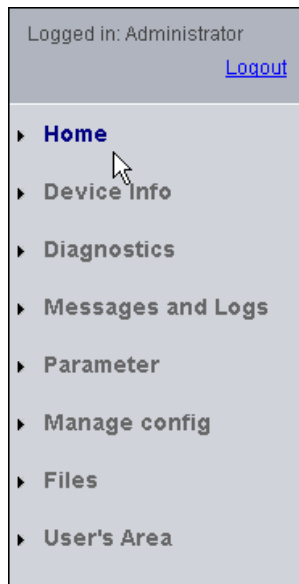 Logged in: Administrator
Logout
Home
Device Info
Diagnostics
Messages and Logs
Parameter
Manage config
Files
User's Area